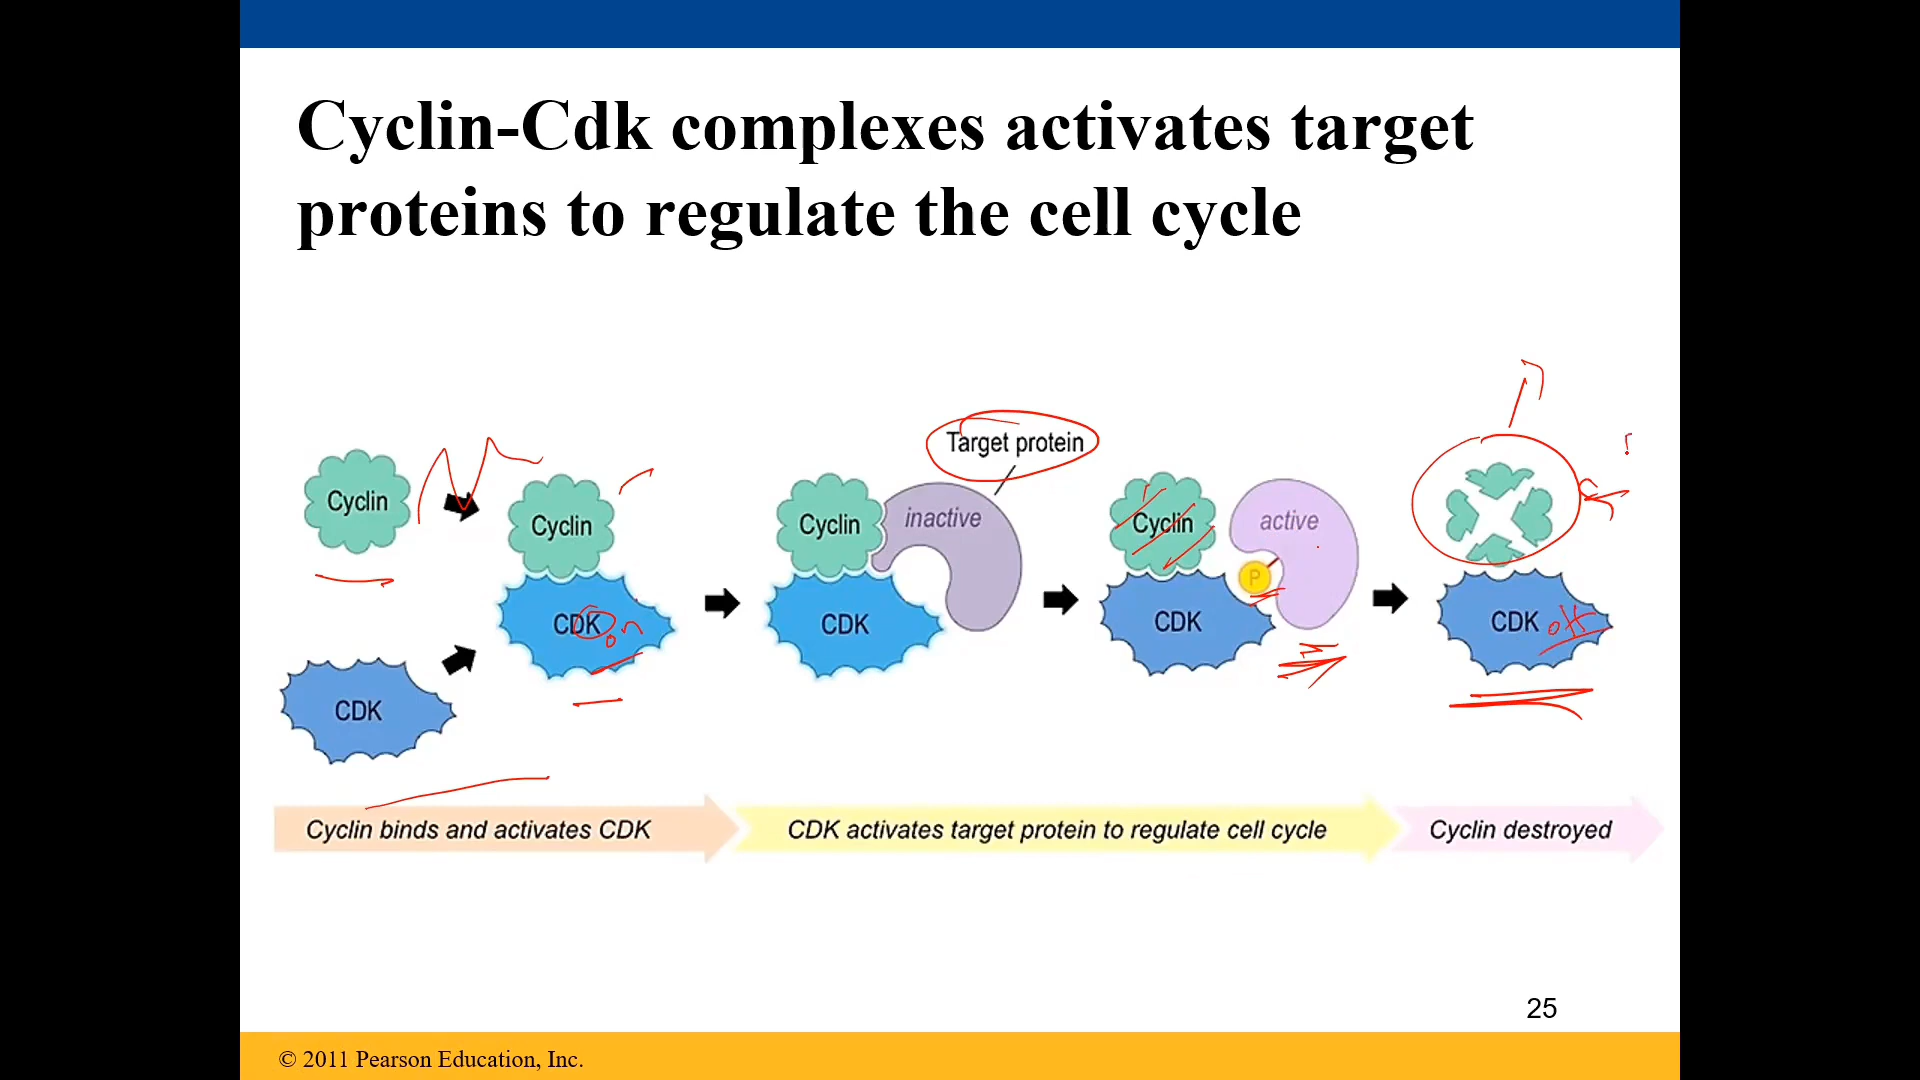 Cyclin-Cdk complexes activates target
proteins to regulate the cell cycle
Target protein
Cyclin
Cyclin
Cyclin
inactive
Cyclin
active
P
CDK
on
CDK
CDK
CDK
off
CDK
Cyclin binds and activates CDK
CDK activates target protein to regulate cell cycle
Cyclin destroyed
25
© 2011 Pearson Education, Inc.